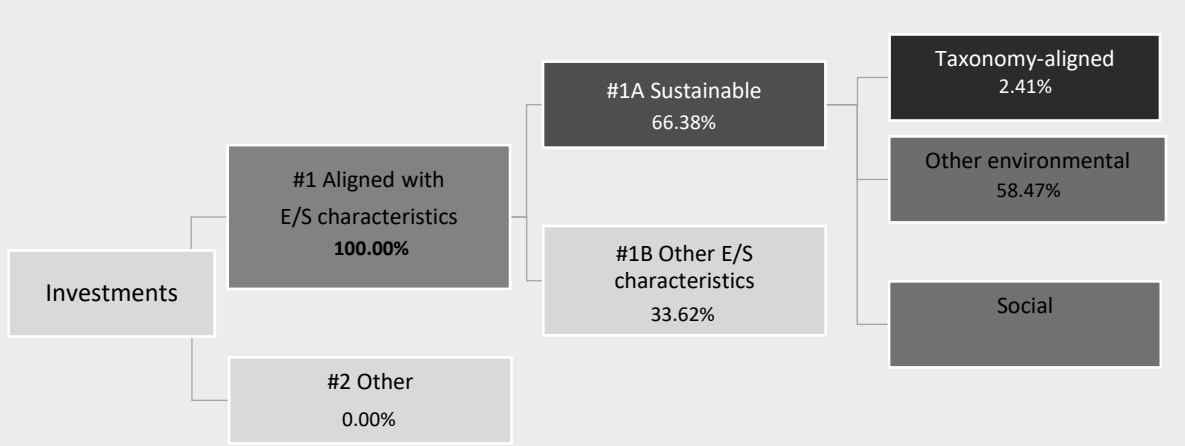 Investments
#1 Aligned with
E/S characteristics
100.00%
#2 Other
0.00%
#1A Sustainable
66.38%
#1B Other E/S
characteristics
33.62%
Taxonomy-aligned
2.41%
Other environmental
58.47%
Social